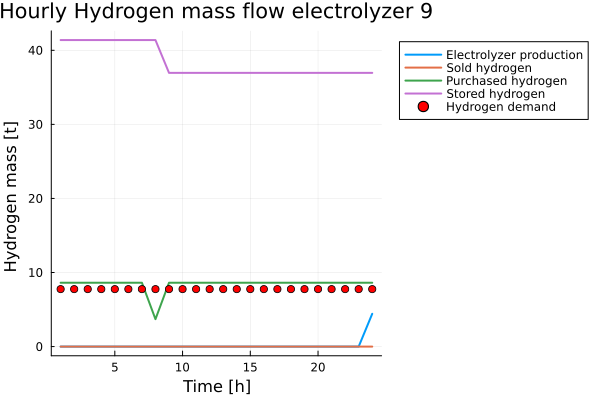 Hourly Hydrogen mass flow electrolyzer 9
Electrolyzer production
Sold hydrogen
Purchased hydrogen
Stored hydrogen
Hydrogen demand
Hydrogen mass [t]
40
30
20
10
0
5 10 15 20
Time [h]